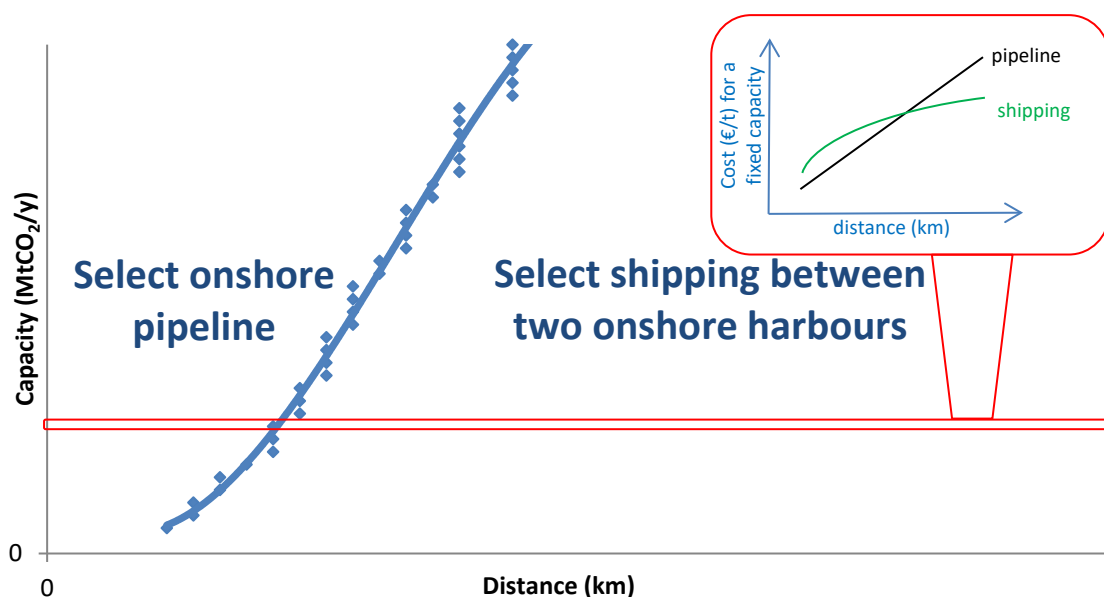 Cost (€/t) for a
fixed capacity
pipeline
shipping
distance (km)
Capacity (MtCO₂/y)
Select onshore
pipeline
Select shipping between
two onshore harbours
0
0
Distance (km)